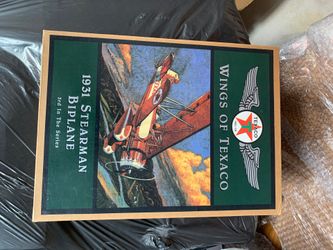 TEXACO
WINGS OF TEXACO
1931 STEARMAN
BIPLANE
3rd In The Series